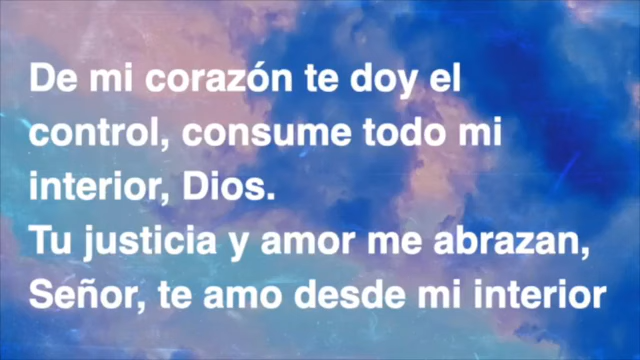 De mi corazón te doy el
control, consume todo mi
interior, Dios.
Tu justicia y amor me abrazan,
Señor, te amo desde mi interior